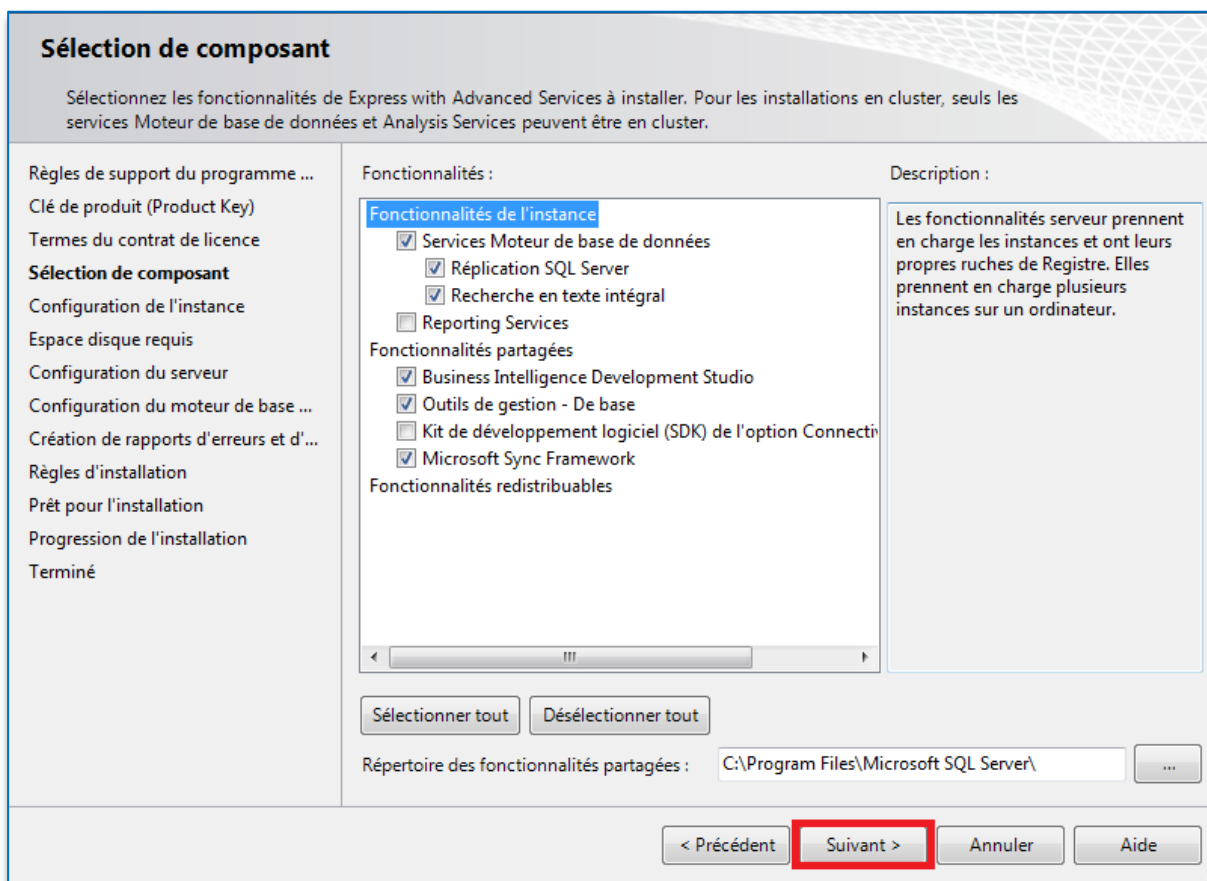 Sélection de composant
Sélectionnez les fonctionnalités de Express with Advanced Services à installer. Pour les installations en cluster, seuls les
services Moteur de base de données et Analysis Services peuvent être en cluster.
Règles de support du programme ...
Clé de produit (Product Key)
Termes du contrat de licence
Sélection de composant
Configuration de l'instance
Espace disque requis
Configuration du serveur
Configuration du moteur de base ...
Création de rapports d'erreurs et d'...
Règles d'installation
Prêt pour l'installation
Progression de l'installation
Terminé
Fonctionnalités :
Fonctionnalités de l'instance
Services Moteur de base de données
Réplication SQL Server
Recherche en texte intégral
Reporting Services
Fonctionnalités partagées
Business Intelligence Development Studio
Outils de gestion - De base
Kit de développement logiciel (SDK) de l'option Connectiv
Microsoft Sync Framework
Fonctionnalités redistribuables
Description :
Les fonctionnalités serveur prennent
en charge les instances et ont leurs
propres ruches de Registre. Elles
prennent en charge plusieurs
instances sur un ordinateur.
Sélectionner tout
Désélectionner tout
Répertoire des fonctionnalités partagées :
C:\Program Files\Microsoft SQL Server\
...
< Précédent
Suivant >
Annuler
Aide